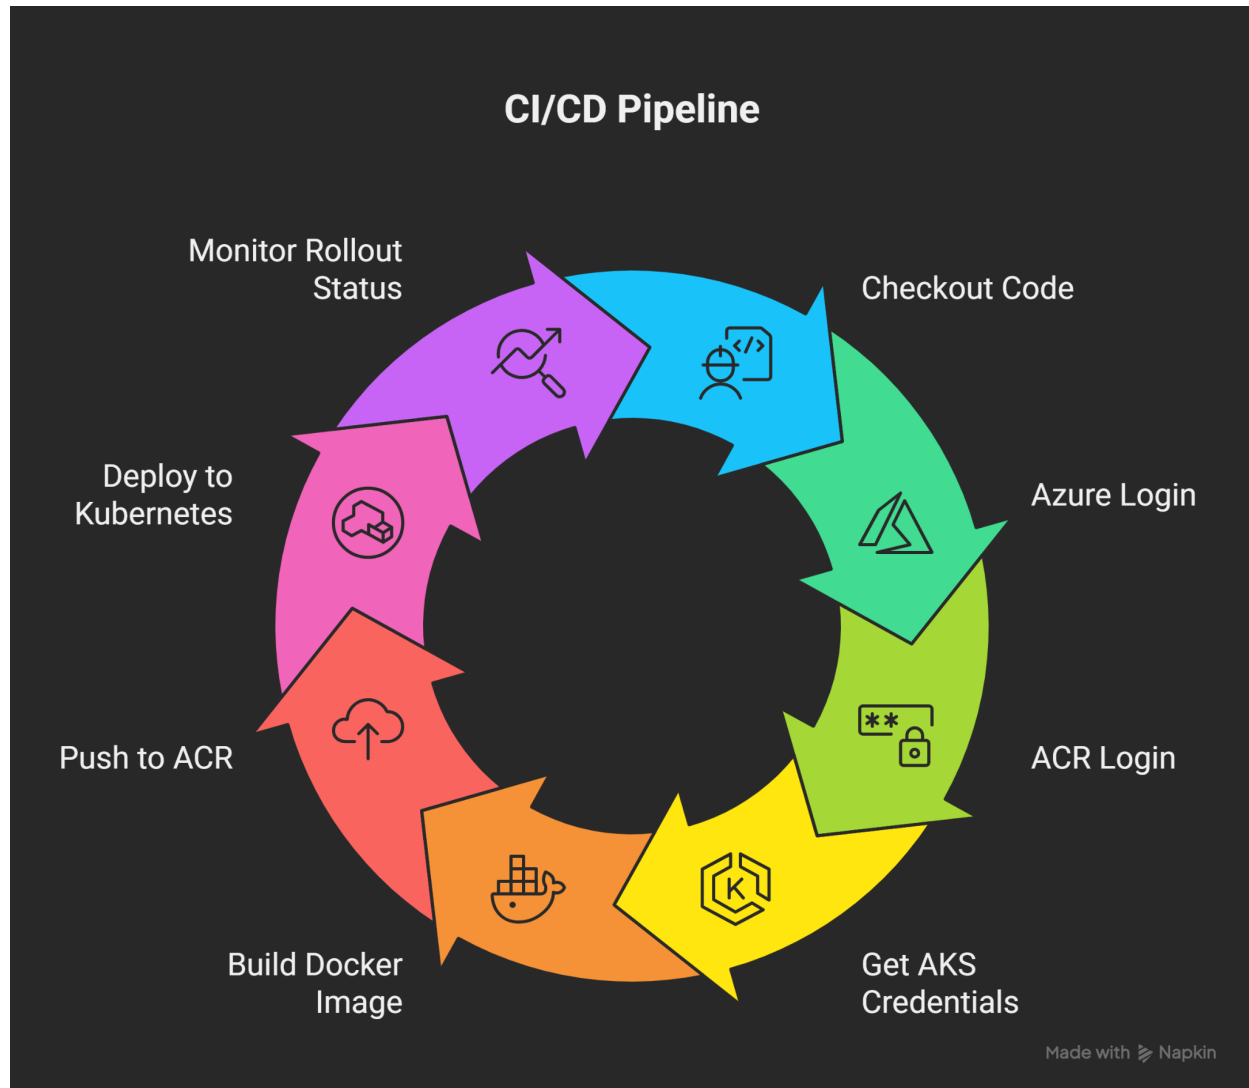 CI/CD Pipeline
Monitor Rollout
Status
Checkout Code
</>
Deploy to
Kubernetes
Azure Login
**
Push to ACR
ACR Login
K
Build Docker
Image
Get AKS
Credentials
Made with Napkin